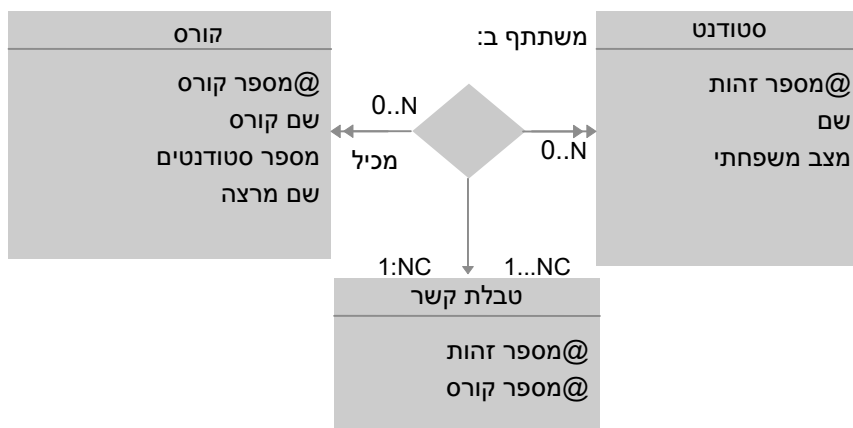 סטודנט
@מספר זהות
שם
מצב משפחתי
משתתף ב:
0..N
0..N
מכיל
קורס
@מספר קורס
שם קורס
מספר סטודנטים
שם מרצה
1:NC
1...NC
טבלת קשר
@מספר זהות
@מספר קורס